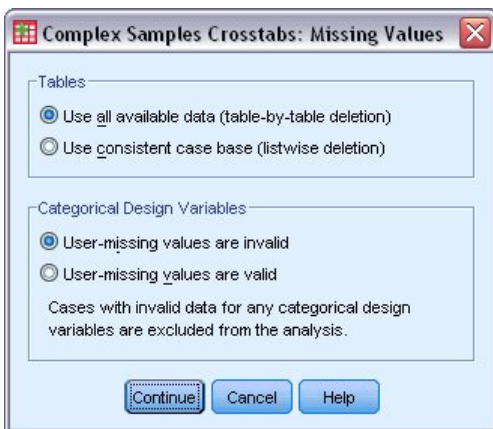 Complex Samples Crosstabs: Missing Values
Tables
Use all available data (table-by-table deletion)
Use consistent case base (listwise deletion)
Categorical Design Variables
User-missing values are invalid
User-missing values are valid
Cases with invalid data for any categorical design
variables are excluded from the analysis.
Continue Cancel Help